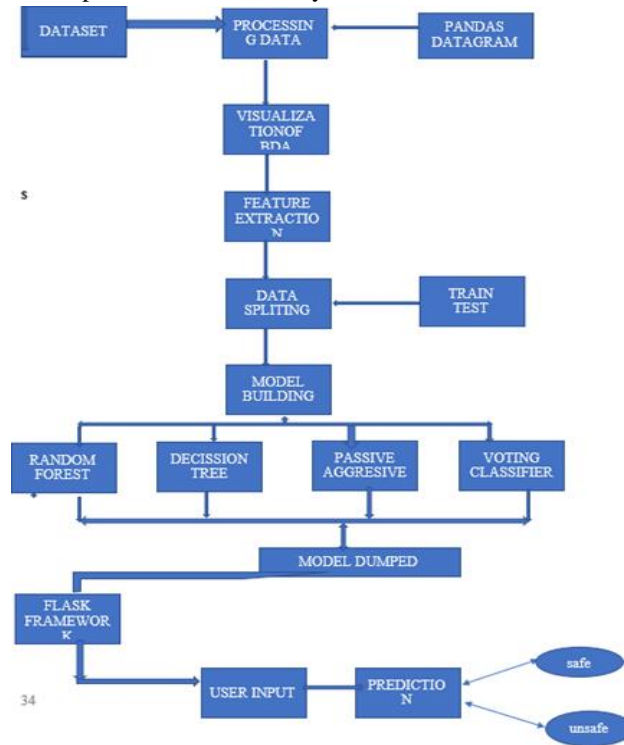 DATASET
PROCESSIN
G DATA
PANDAS
DATAGRAM
VISUALIZA
TIONOF
BDA
s
FEATURE
EXTRACTIO
N
DATA
SPLITING
TRAIN
TEST
MODEL
BUILDING
RANDOM
FOREST
DECISSION
TREE
PASSIVE
AGGRESIVE
VOTING
CLASSIFIER
MODEL DUMPED
FLASK
FRAMEWOR
K
USER INPUT
PREDICTIO
N
safe
unsafe
34